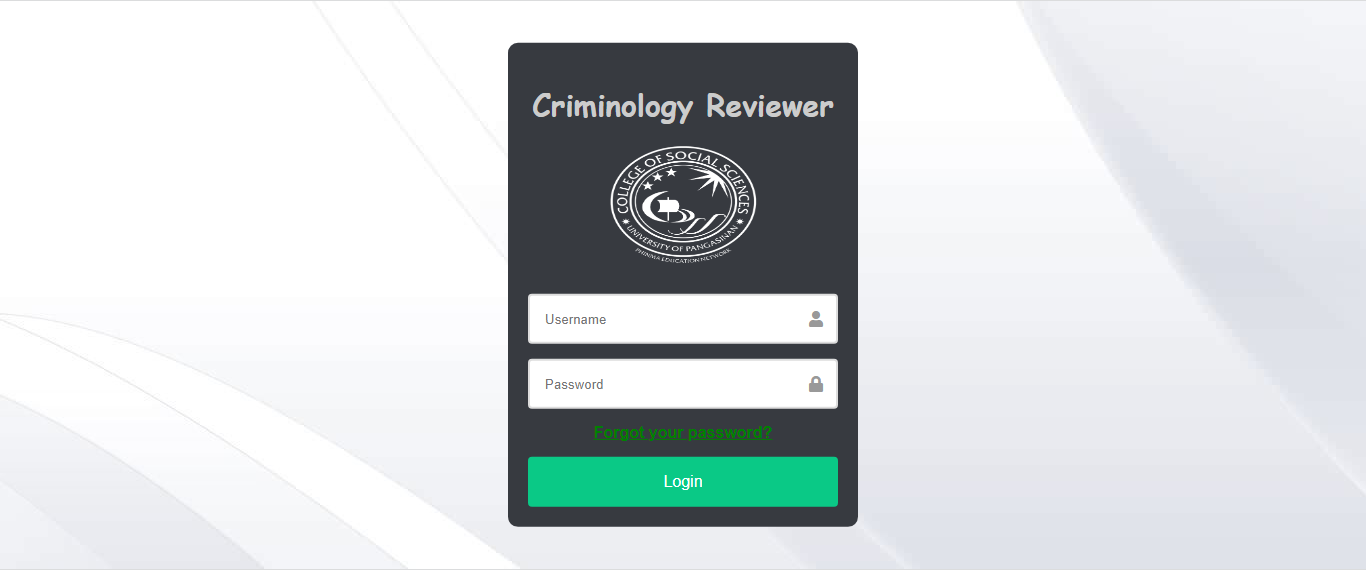 Criminology Reviewer
COLLEGE OF SOCIAL SCIENCES
UNIVERSITY OF PANGASINAN
PHINMA EDUCATION NETWORK
Username
Password
Forgot your password?
Login